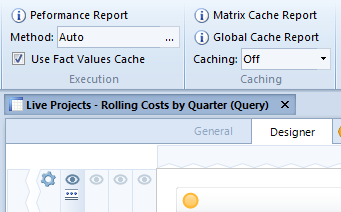 Peformance Report
Method: Auto ...
Use Fact Values Cache
Execution
Matrix Cache Report
Global Cache Report
Caching: Off
Caching
Live Projects - Rolling Costs by Quarter (Query)
General
Designer